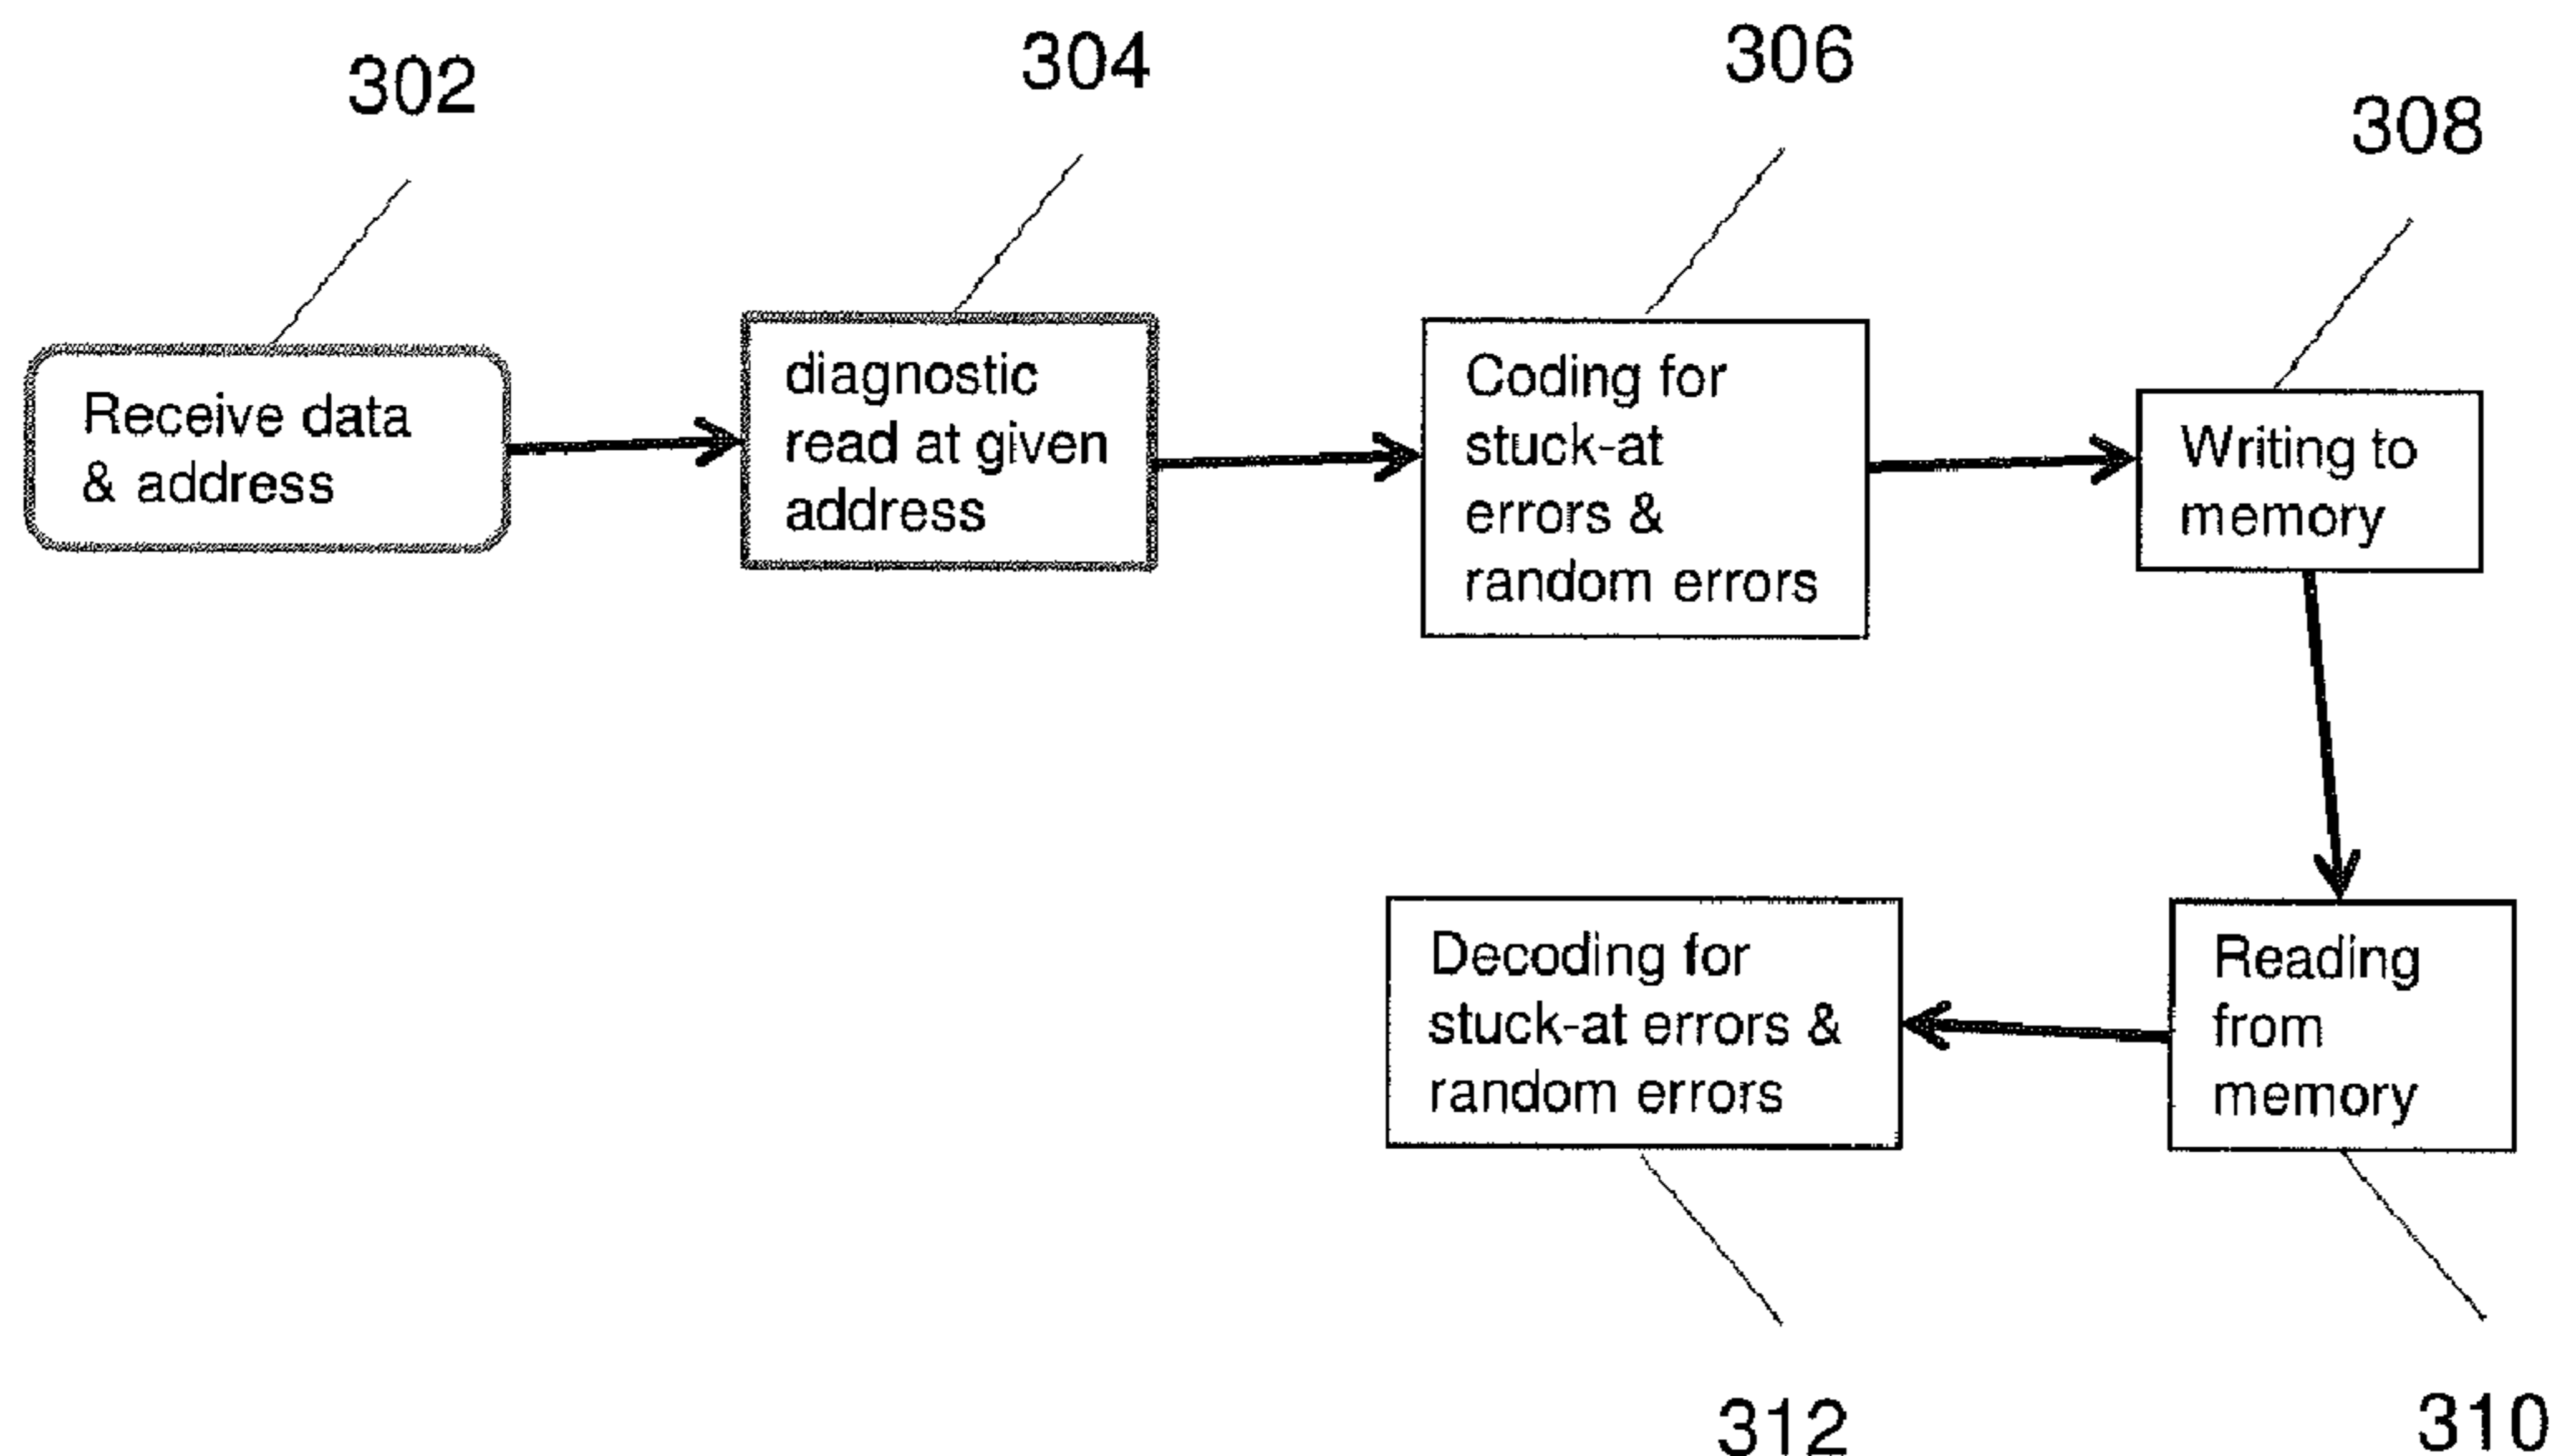 302
304
306
308
Receive data
& address
diagnostic
read at given
address
Coding for
stuck-at
errors &
random errors
Writing to
memory
Decoding for
stuck-at errors &
random errors
Reading
from
memory
312
310